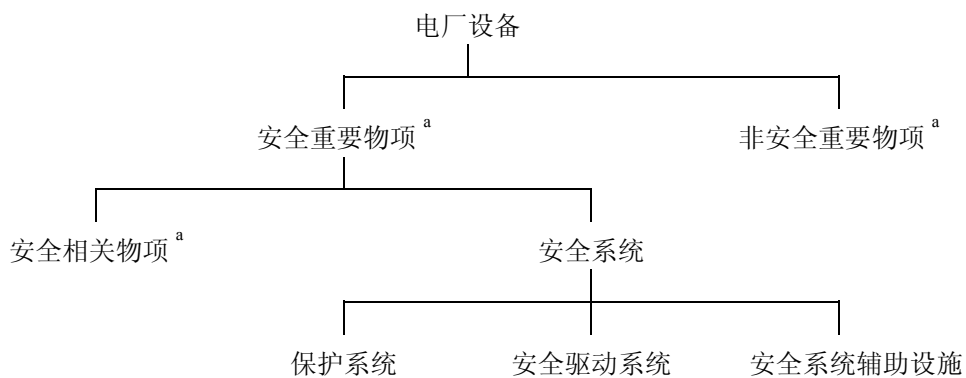 电厂设备
安全重要物项 a
非安全重要物项 a
安全相关物项 a
安全系统
保护系统
安全驱动系统
安全系统辅助设施